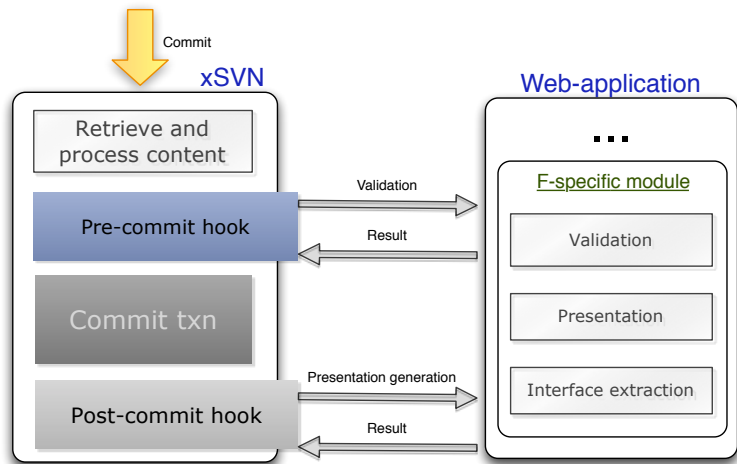 Commit
xSVN
Retrieve and
process content
Pre-commit hook
Commit txn
Post-commit hook
Validation
Result
Presentation generation
Result
Web-application
...
F-specific module
Validation
Presentation
Interface extraction